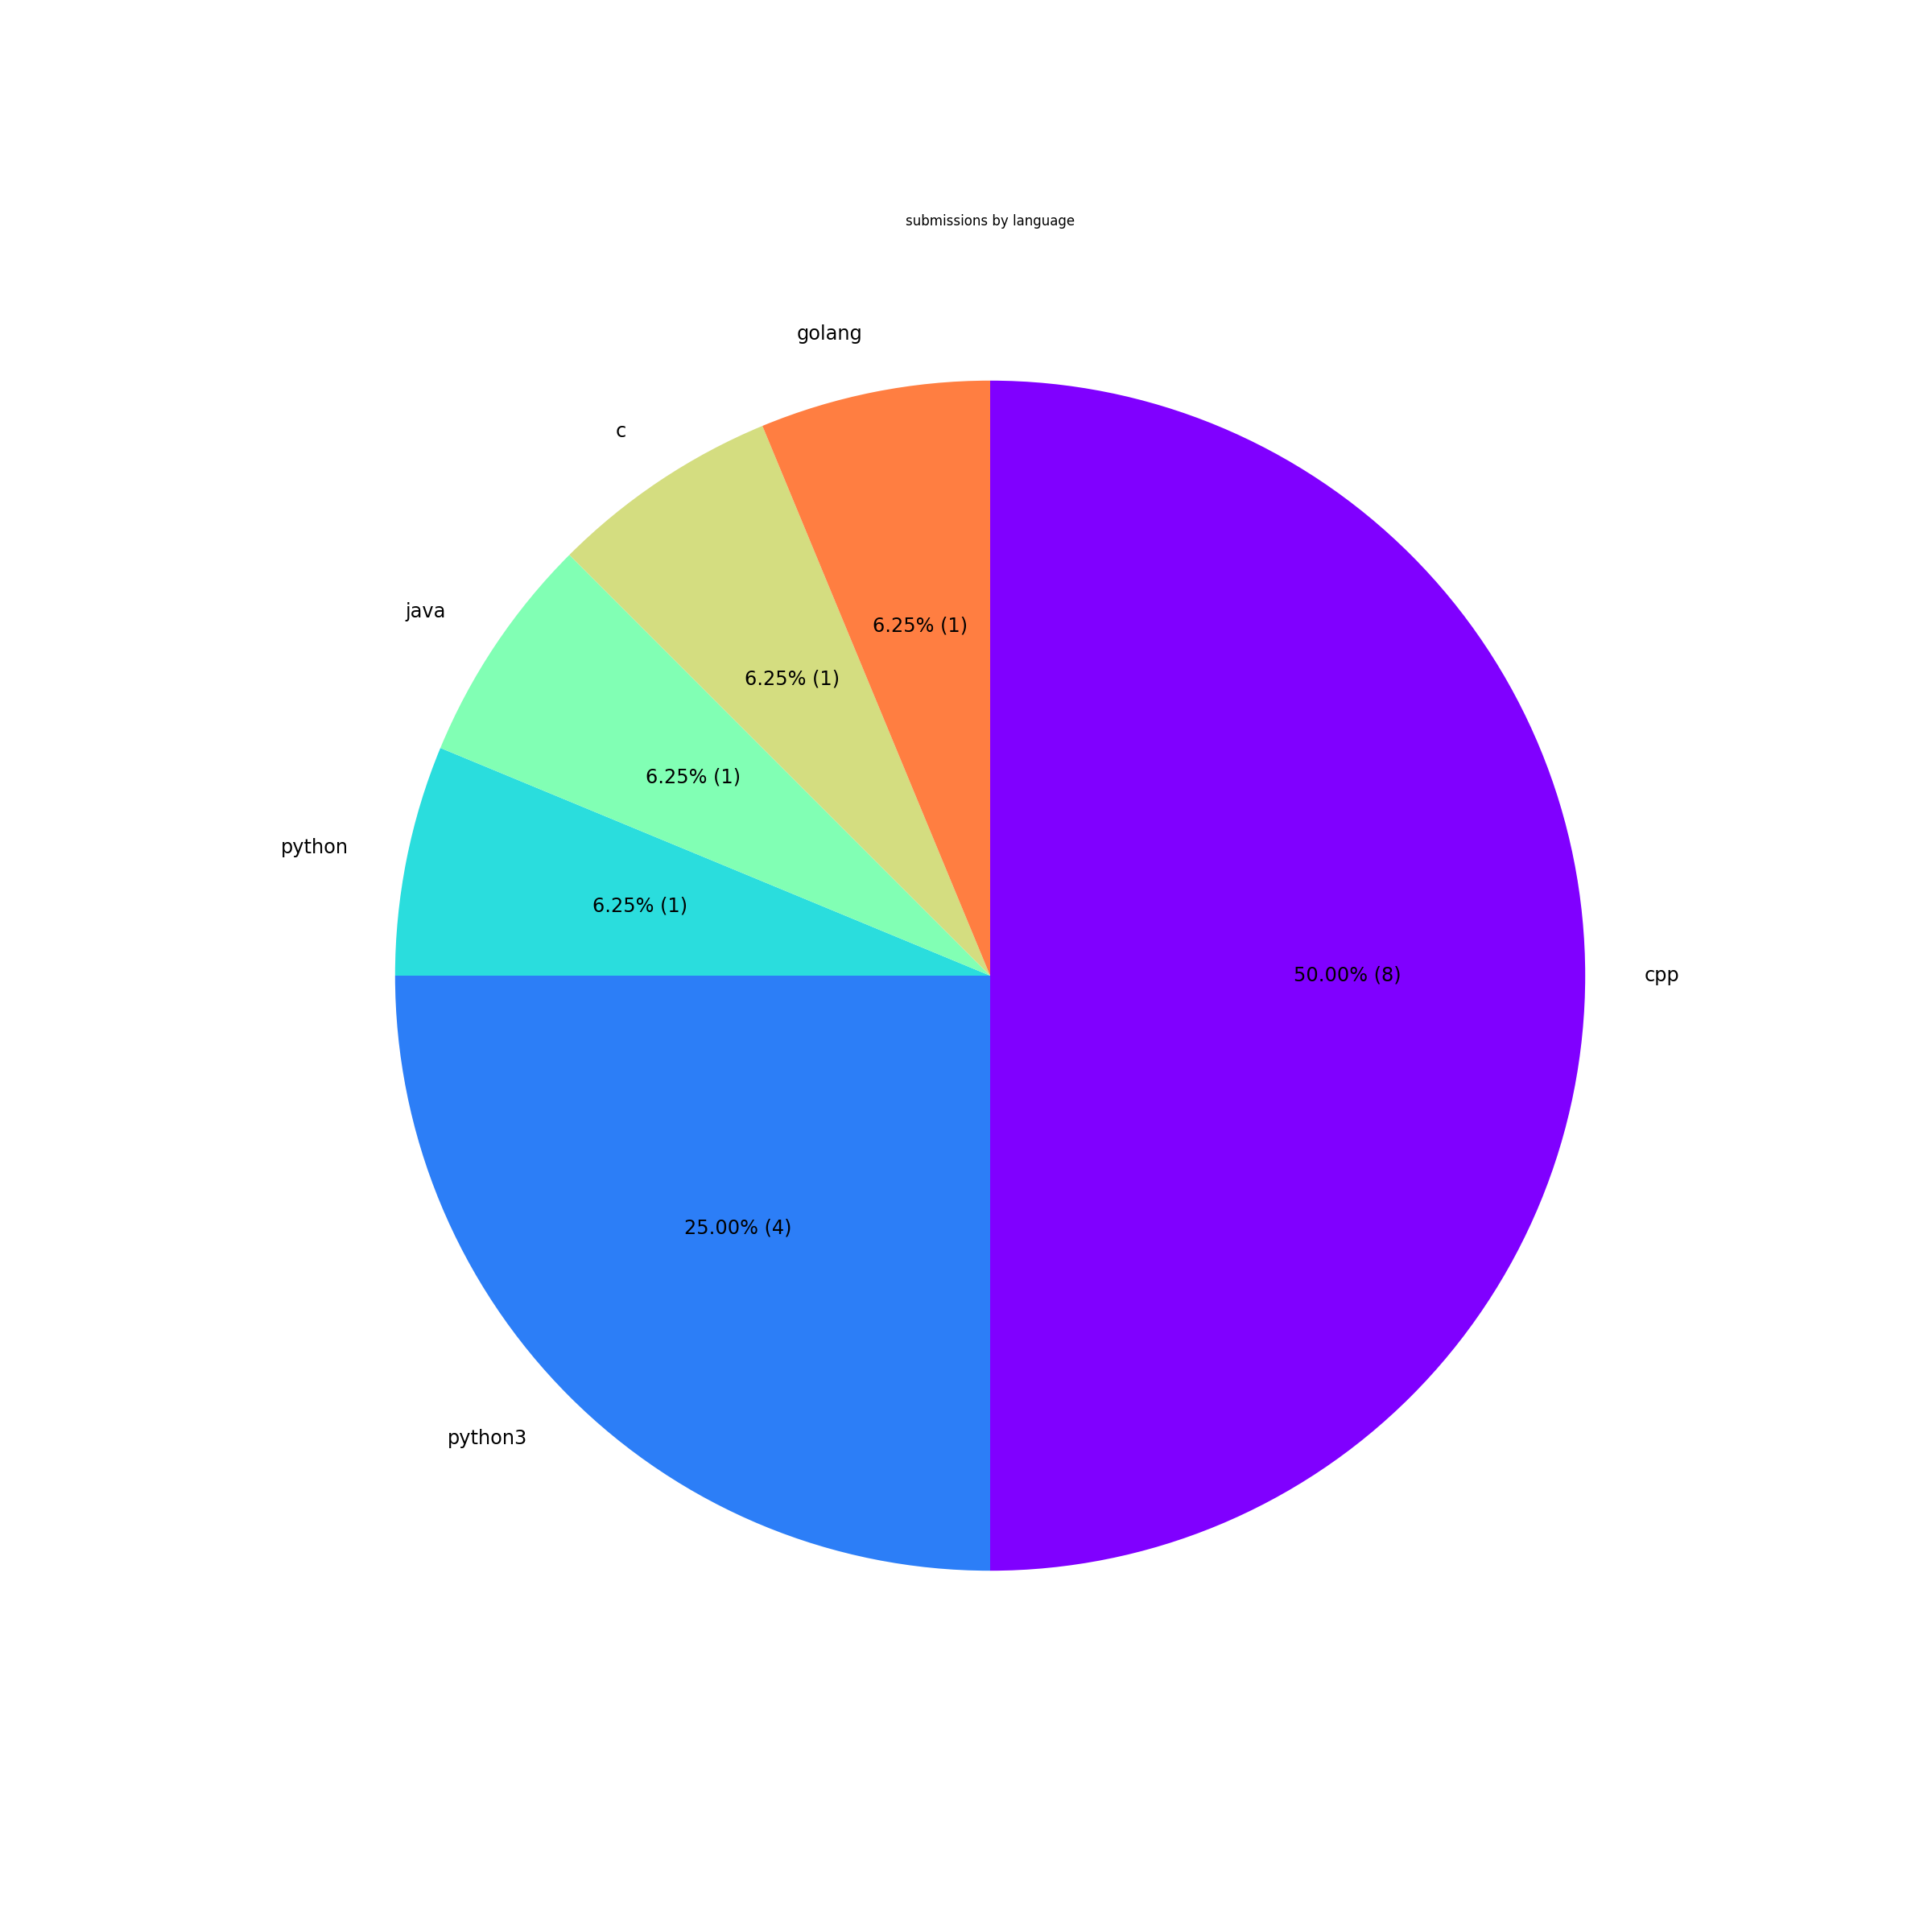 submissions by language
golang
c
java
python
python3
cpp
6.25% (1)
6.25% (1)
6.25% (1)
6.25% (1)
25.00% (4)
50.00% (8)